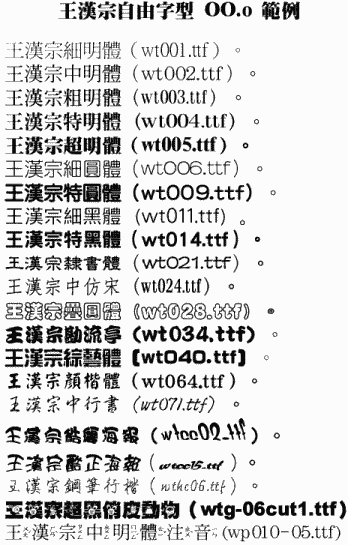 王漢宗自由字型 OO.o 範例
王漢宗細明體（wt001.ttf）。
王漢宗中明體（wt002.ttf）。
王漢宗粗明體（wt003.ttf）。
王漢宗特明體（wt004.ttf）。
王漢宗超明體（wt005.ttf）。
王漢宗細圓體（wt006.ttf）。
王漢宗特圓體（wt009.ttf）。
王漢宗細黑體（wt011.ttf）。
王漢宗特黑體（wt014.ttf）。
王漢宗隸書體（wt021.ttf）。
王漢宗中仿宋（wt024.ttf）。
王漢宗疊圓體（wt028.ttf）。
王漢宗勘流亭（wt034.ttf）。
王漢宗綜藝體（wt040.ttf）。
王漢宗顏楷體（wt064.ttf）。
王漢宗中行書（wt071.ttf）。
王漢宗酷儷海報（wtcc02.ttf）。
王漢宗酷正海報（wtcc15.ttf）。
王漢宗鋼筆行楷（wthc06.ttf）。
王漢宗超黑俏皮動物（wtg-06cut1.ttf）
王漢宗中明體注音（wp010-05.ttf）